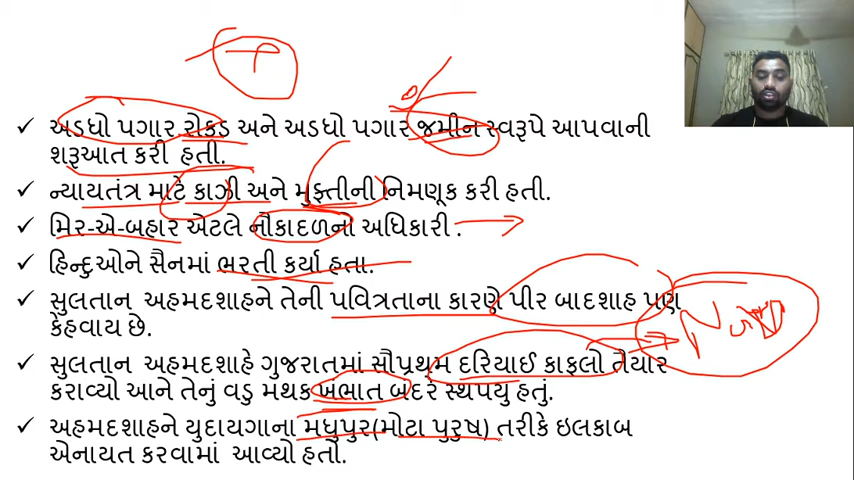 ✓ અડધો પગાર રોકડ અને અડધો પગાર જમીન સ્વરૂપે આપવાની
શરૂઆત કરી હતી.
✓ ન્યાયતંત્ર માટે કાઝી અને મુફ્તીની નિમણૂક કરી હતી.
✓ મિર-એ-બહાર એટલે નૌકાદળનો અધિકારી .
✓ હિન્દુઓને સૈનમાં ભરતી કર્યા હતા.
✓ સુલતાન અહમદશાહને તેની પવિત્રતાના કારણે પીર બાદશાહ પણ
કેહવાય છે.
✓ સુલતાન અહમદશાહે ગુજરાતમાં સૌપ્રથમ દરિયાઈ કાફલો તૈયાર
કરાવ્યો આને તેનું વડુ મથક ખંભાત બંદર સ્થપયુ હતું.
✓ અહમદશાહને યુદાયગાના મધુપુર(મોટા પુરુષ) તરીકે ઇલકાબ
એનાયત કરવામાં આવ્યો હતો.